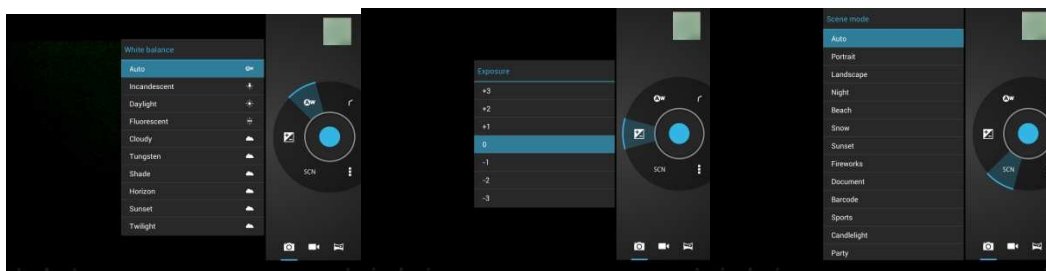 White balance
Auto
Incandescent
Daylight
Fluorescent
Cloudy
Tungsten
Shade
Horizon
Sunset
Twilight
SCN
Exposure
+3
+2
+1
0
-1
-2
-3
SCN
Scene mode
Auto
Portrait
Landscape
Night
Beach
Snow
Sunset
Fireworks
Document
Barcode
Sports
Candlelight
Party
SCN